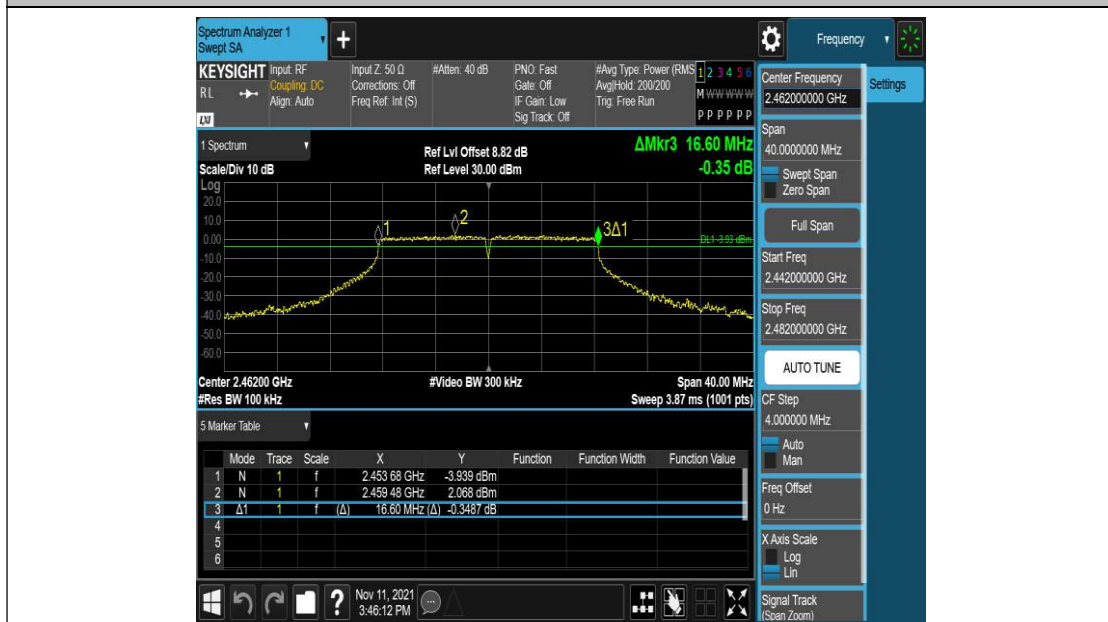 Spectrum Analyzer 1
Swept SA
+
Frequency
KEYSIGHT
RL
LXI
Input: RF
Coupling: DC
Align: Auto
Input Z: 50 Ω
Corrections: Off
Freq Ref: Int (S)
#Atten: 40 dB
PNO: Fast
Gate: Off
IF Gain: Low
Sig Track: Off
#Avg Type: Power (RMS
Avg|Hold: 200/200
Trig: Free Run
1 2 3 4 5 6
M W W W W W
P P P P P P
Center Frequency
2.462000000 GHz
Settings
Span
40.0000000 MHz
Swept Span
Zero Span
Full Span
Start Freq
2.442000000 GHz
Stop Freq
2.482000000 GHz
AUTO TUNE
CF Step
4.000000 MHz
Auto
Man
Freq Offset
0 Hz
X Axis Scale
Log
Lin
Signal Track
(Span Zoom)
1 Spectrum
Scale/Div 10 dB
Ref Lvl Offset 8.82 dB
Ref Level 30.00 dBm
ΔMkr3 16.60 MHz
-0.35 dB
Log
20.0
10.0
0.00
-10.0
-20.0
-30.0
-40.0
-50.0
-60.0
1
2
3Δ1
DL1 -3.93 dBm
Center 2.46200 GHz
#Video BW 300 kHz
Span 40.00 MHz
#Res BW 100 kHz
Sweep 3.87 ms (1001 pts)
5 Marker Table
Mode Trace Scale X Y Function Function Width Function Value
1 N 1 f 2.453 68 GHz -3.939 dBm
2 N 1 f 2.459 48 GHz 2.068 dBm
3 Δ1 1 f (Δ) 16.60 MHz (Δ) -0.3487 dB
4
5
6
?
Nov 11, 2021
3:46:12 PM